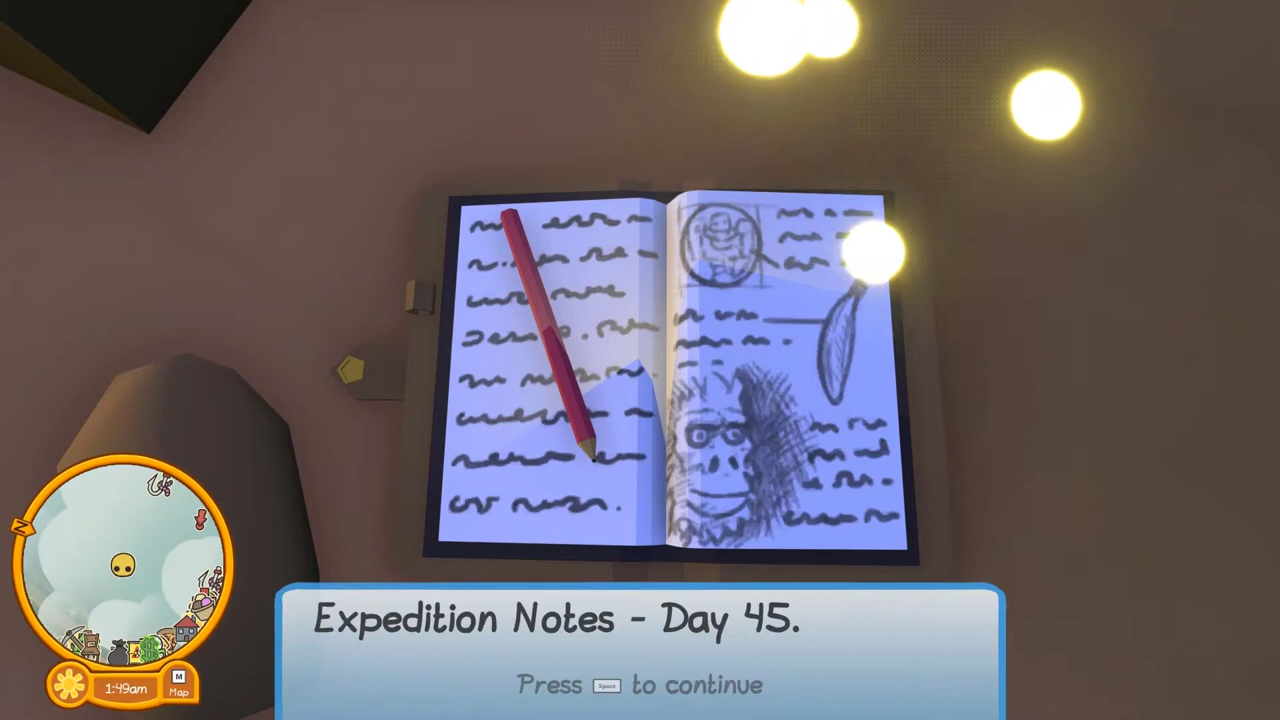 Expedition Notes - Day 45.
Press Space to continue
N
1:49am
M
Map